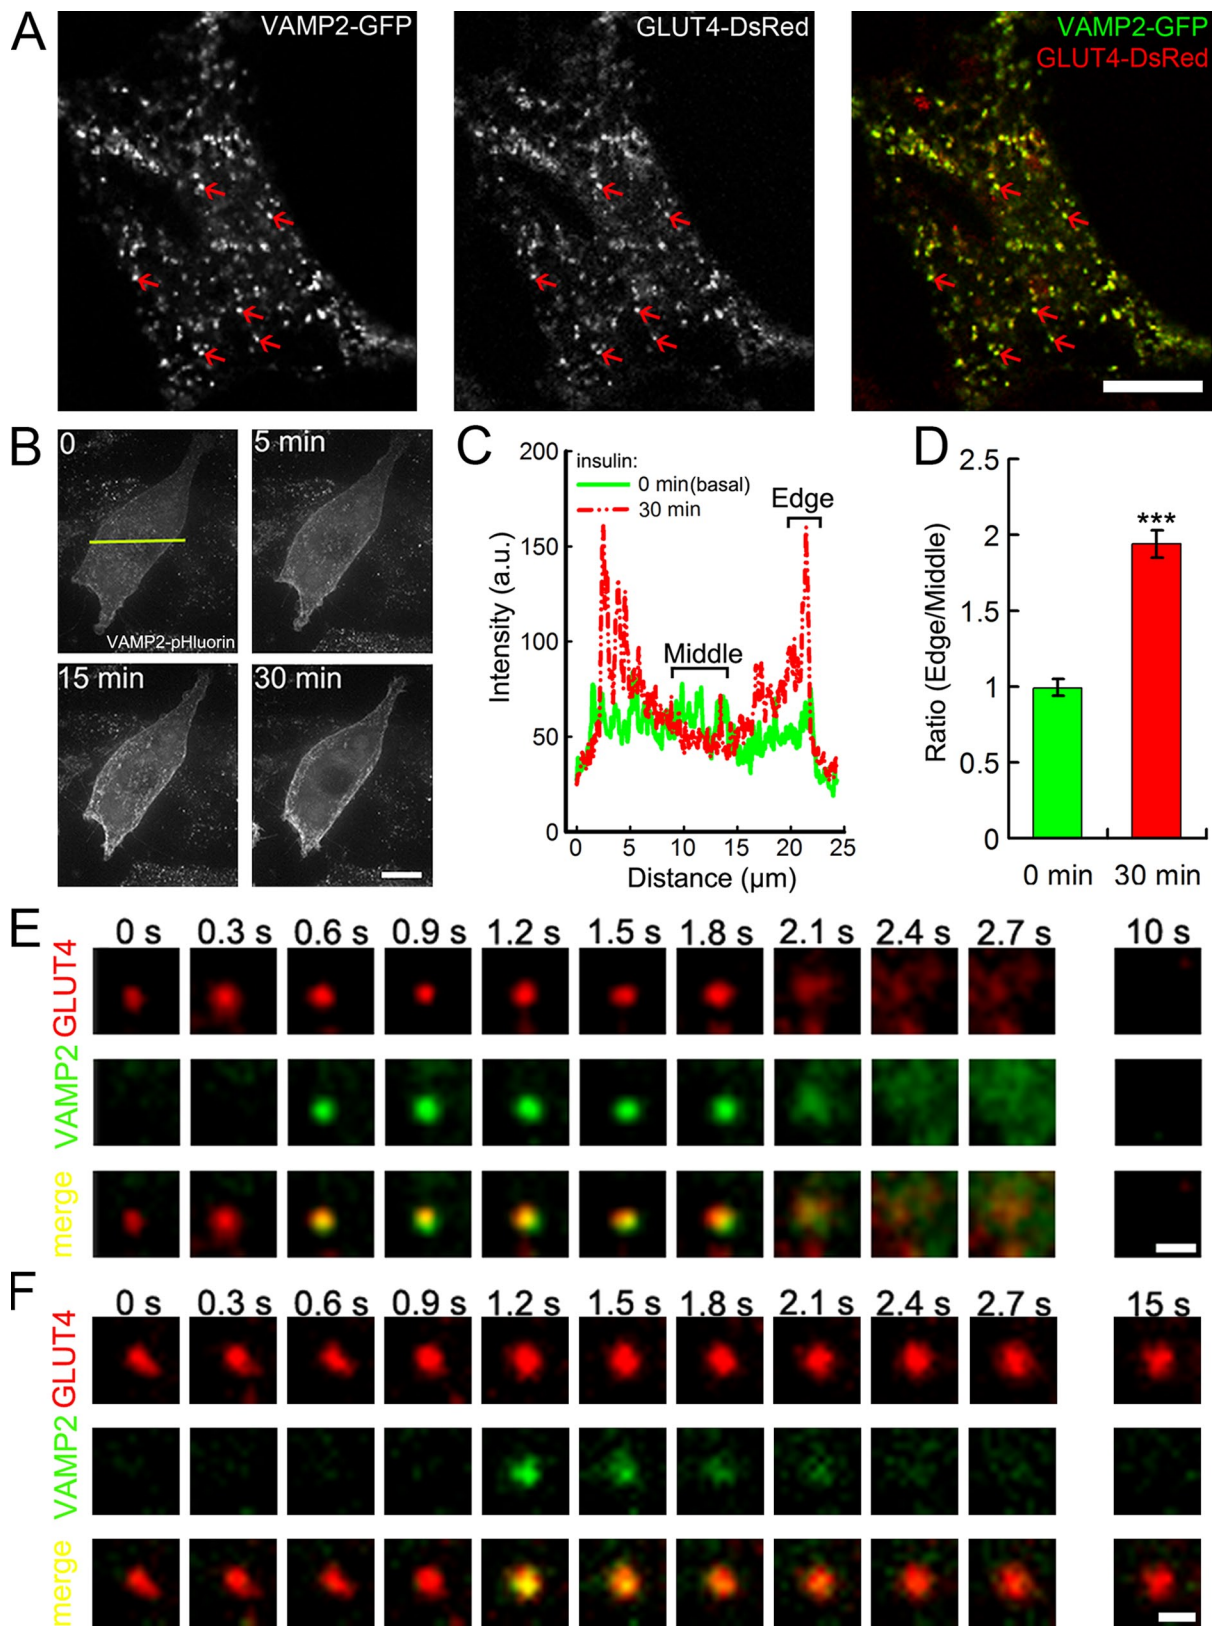 A
VAMP2-GFP
GLUT4-DsRed
VAMP2-GFP
GLUT4-DsRed
B
0
5 min
VAMP2-pHluorin
15 min
30 min
C
200
150
100
50
0
Intensity (a.u.)
insulin:
0 min(basal)
30 min
Edge
Middle
0 5 10 15 20 25
Distance (µm)
D
2.5
2
1.5
1
0.5
0
Ratio (Edge/Middle)
***
0 min 30 min
E
0 s 0.3 s 0.6 s 0.9 s 1.2 s 1.5 s 1.8 s 2.1 s 2.4 s 2.7 s 10 s
GLUT4
VAMP2
merge
F
0 s 0.3 s 0.6 s 0.9 s 1.2 s 1.5 s 1.8 s 2.1 s 2.4 s 2.7 s 15 s
GLUT4
VAMP2
merge